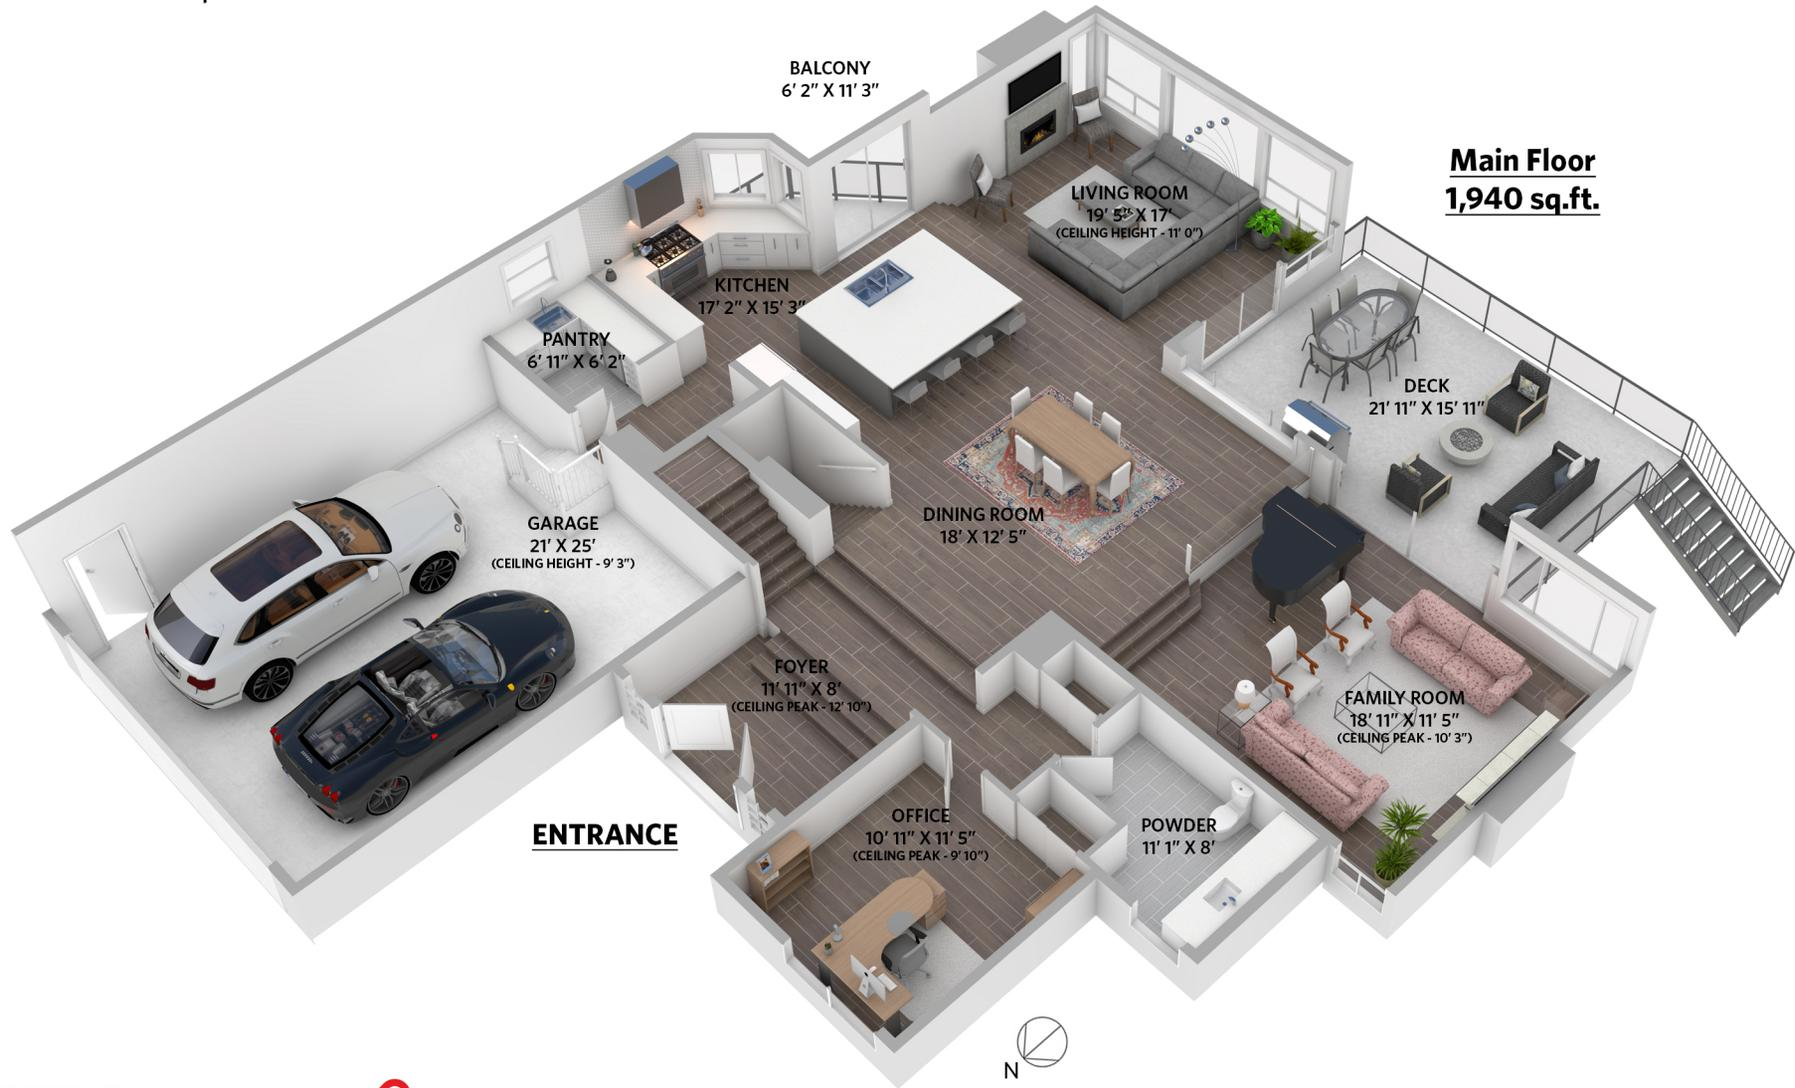 BALCONY
6' 2" X 11' 3"
Main Floor
1,940 sq.ft.
LIVING ROOM
19' 5" X 17'
(CEILING HEIGHT - 11' 0")
KITCHEN
17' 2" X 15' 3"
PANTRY
6' 11" X 6' 2"
DECK
21' 11" X 15' 11"
GARAGE
21' X 25'
(CEILING HEIGHT - 9' 3")
DINING ROOM
18' X 12' 5"
FOYER
11' 11" X 8'
(CEILING PEAK - 12' 10")
FAMILY ROOM
18' 11" X 11' 5"
(CEILING PEAK - 10' 3")
ENTRANCE
OFFICE
10' 11" X 11' 5"
(CEILING PEAK - 9' 10")
POWDER
11' 1" X 8'
N